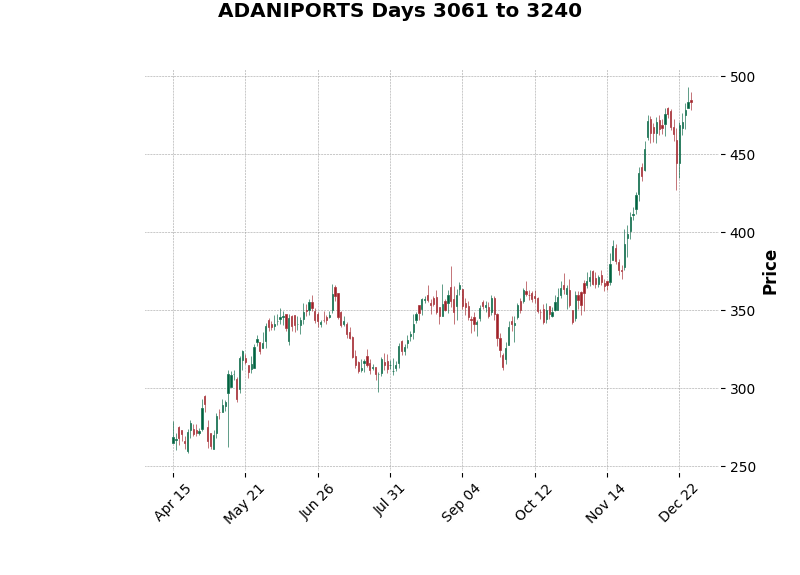 ADANIPORTS Days 3061 to 3240
500
450
400
350
300
250
Price
Apr 15
May 21
Jun 26
Jul 31
Sep 04
Oct 12
Nov 14
Dec 22